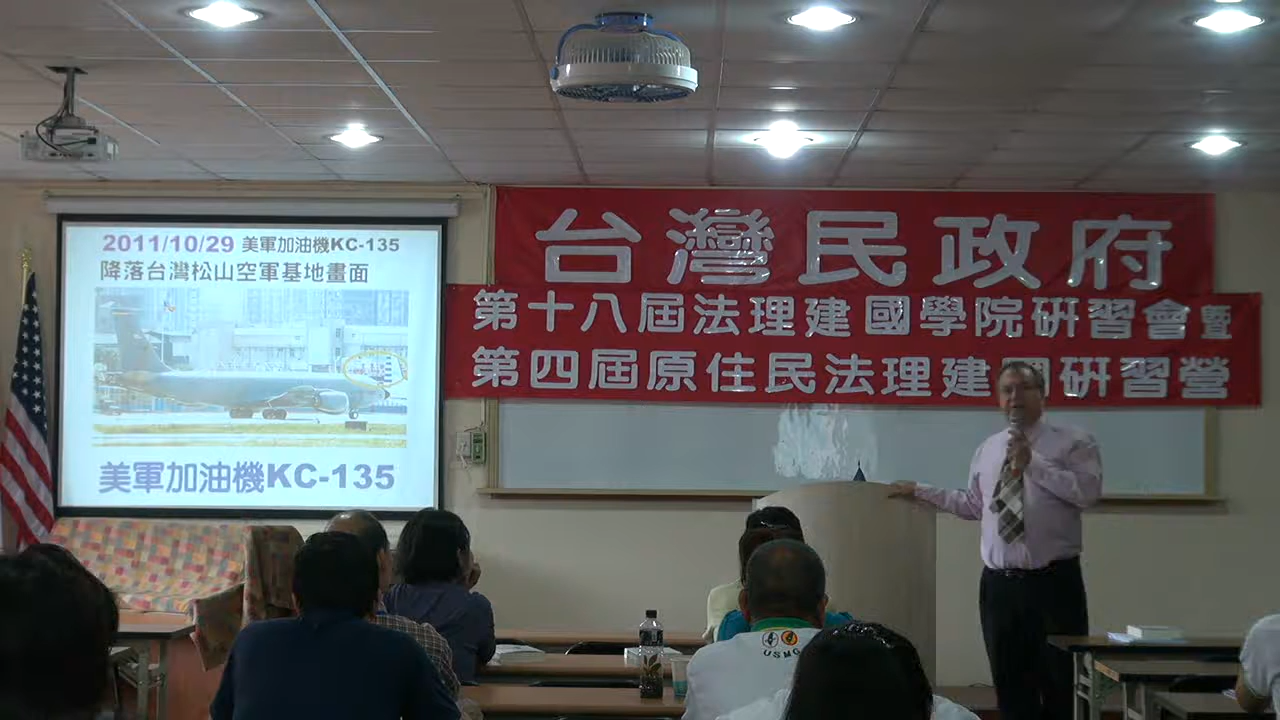 2011/10/29 美軍加油機KC-135
降落台灣松山空軍基地畫面
美軍加油機KC-135
台灣民政府
第十八屆法理建國學院研習會暨
第四屆原住民法理建國研習營
USMG